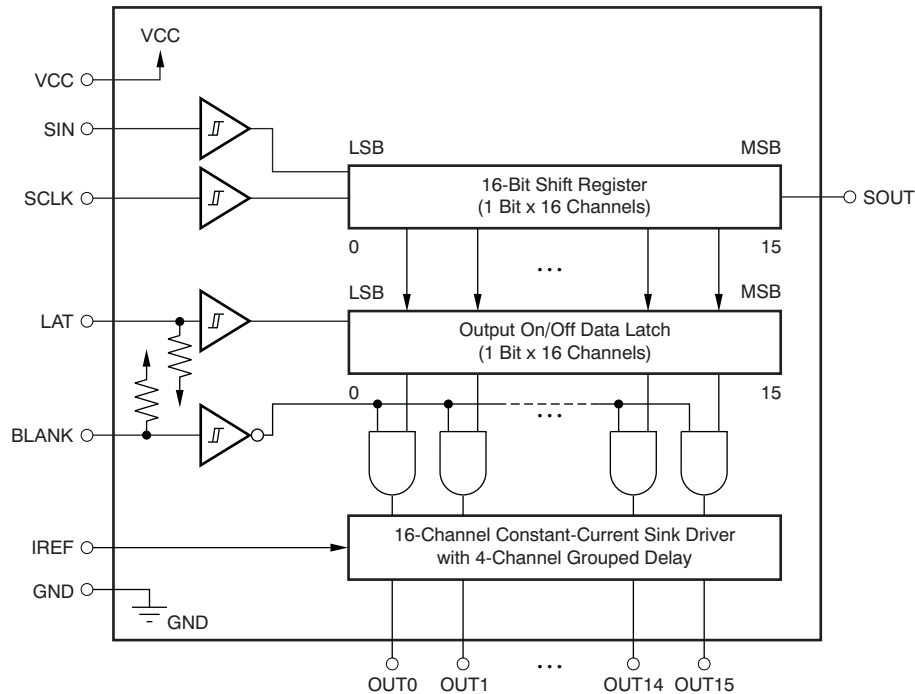 VCC
VCC
SIN
LSB
MSB
16-Bit Shift Register
(1 Bit x 16 Channels)
SCLK
SOUT
0
15
...
LSB
MSB
LAT
Output On/Off Data Latch
(1 Bit x 16 Channels)
0
15
...
BLANK
16-Channel Constant-Current Sink Driver
with 4-Channel Grouped Delay
IREF
GND
GND
OUT0
OUT1
...
OUT14
OUT15